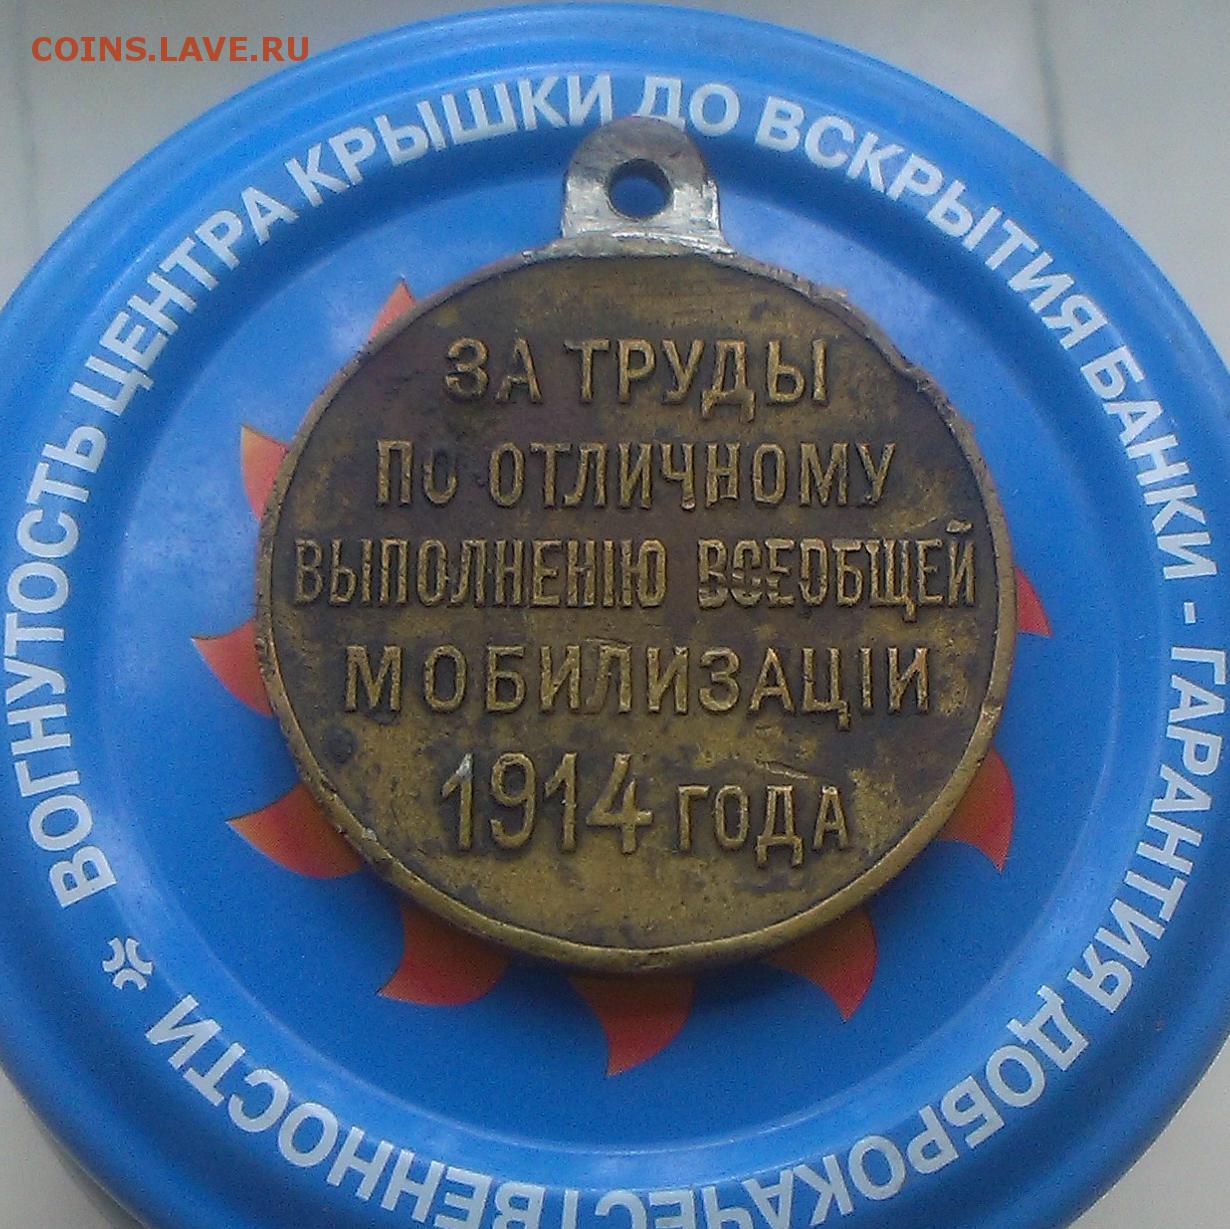 COINS.LAVE.RU
ВОГНУТОСТЬ ЦЕНТРА КРЫШКИ ДО ВСКРЫТИЯ БАНКИ - ГАРАНТИЯ ДОБРОКАЧЕСТВЕННОСТИ
ЗА ТРУДЫ
ПО ОТЛИЧНОМУ
ВЫПОЛНЕНІЮ ВСЕОБЩЕЙ
МОБИЛИЗАЦІИ
1914 ГОДА